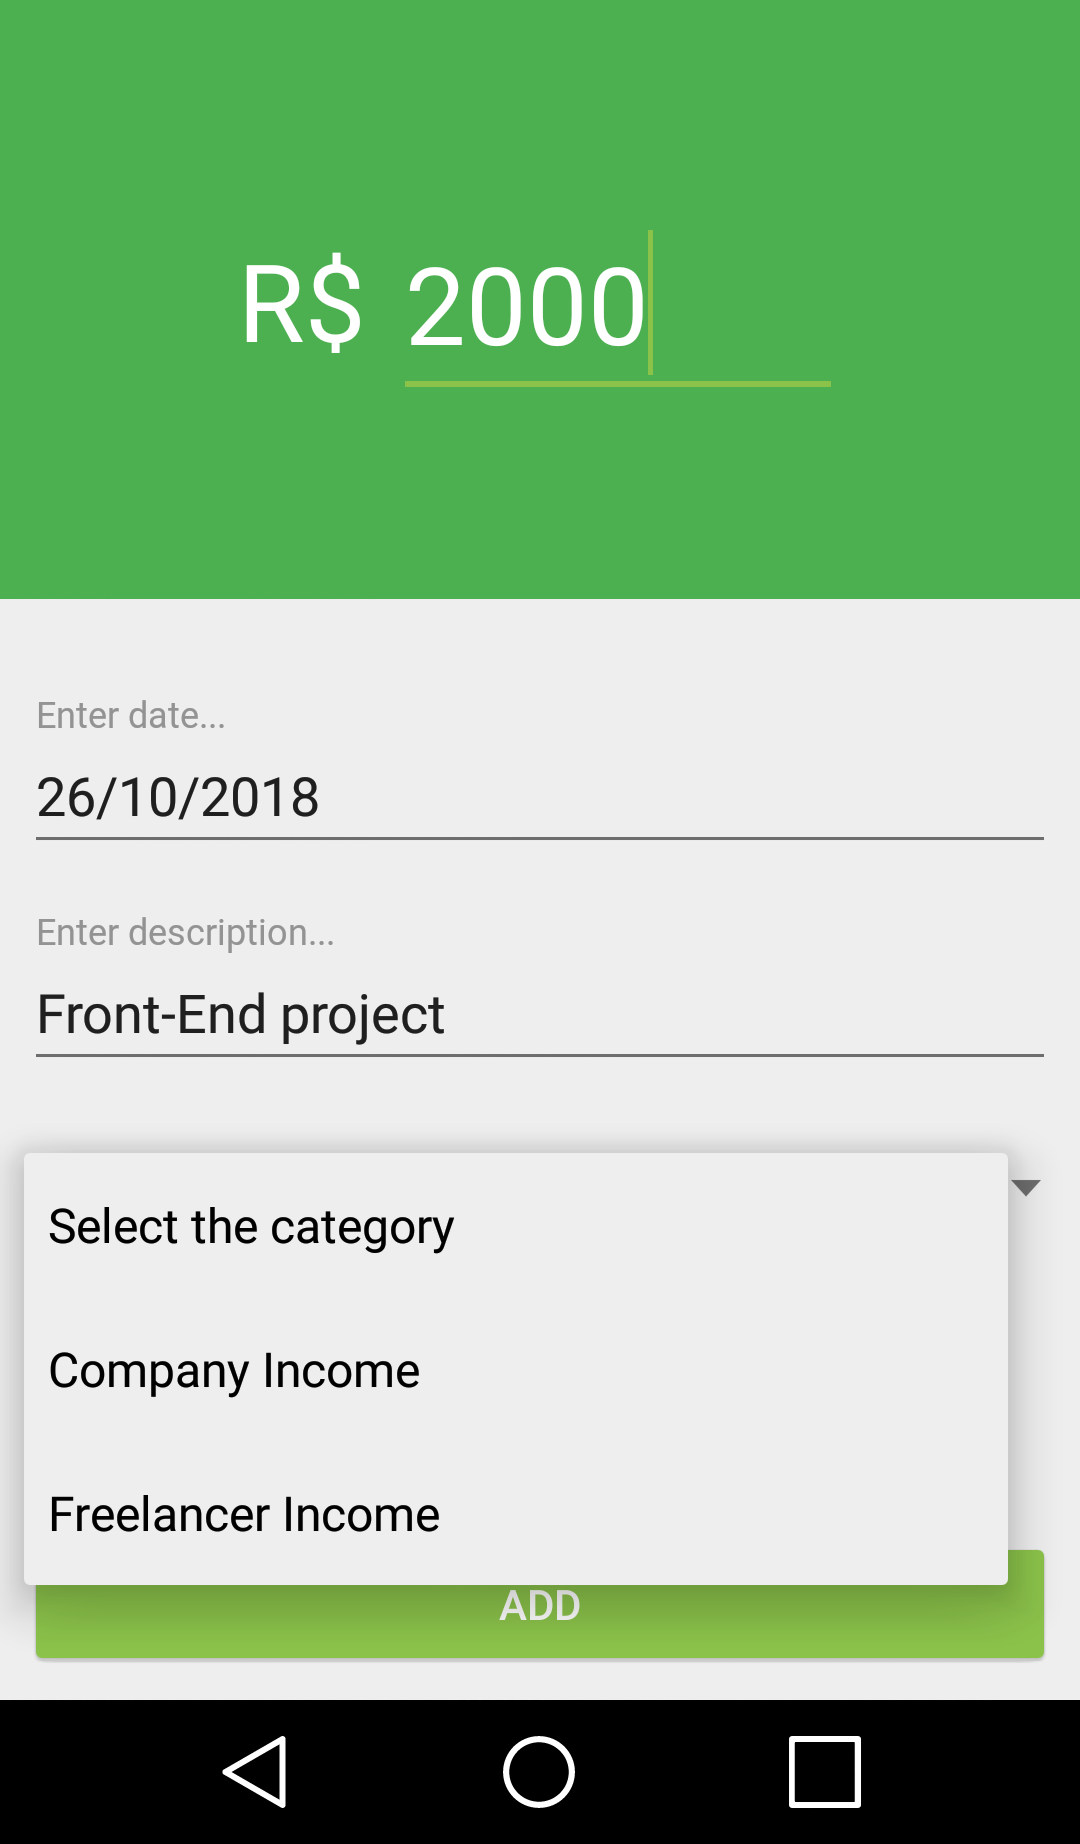 R$ 2000
Enter date...
26/10/2018
Enter description...
Front-End project
Select the category
Company Income
Freelancer Income
ADD